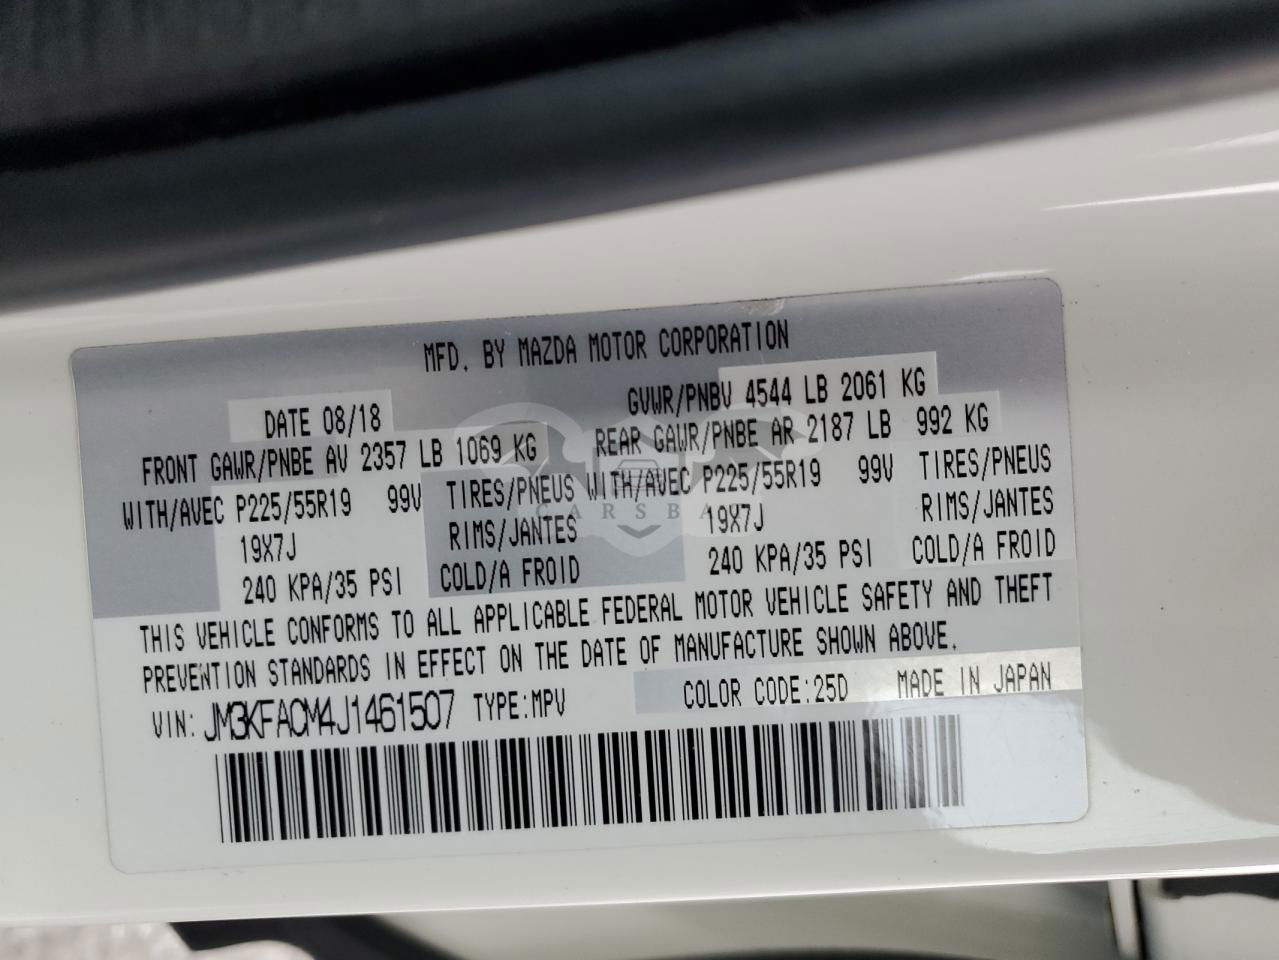 MFD. BY MAZDA MOTOR CORPORATION
DATE 08/18 GVWR/PNBV 4544 LB 2061 KG
FRONT GAWR/PNBE AV 2357 LB 1069 KG REAR GAWR/PNBE AR 2187 LB 992 KG
WITH/AVEC P225/55R19 99V TIRES/PNEUS WITH/AVEC P225/55R19 99V TIRES/PNEUS
19X7J RIMS/JANTES 19X7J RIMS/JANTES
240 KPA/35 PSI COLD/A FROID 240 KPA/35 PSI COLD/A FROID
THIS VEHICLE CONFORMS TO ALL APPLICABLE FEDERAL MOTOR VEHICLE SAFETY AND THEFT
PREVENTION STANDARDS IN EFFECT ON THE DATE OF MANUFACTURE SHOWN ABOVE.
VIN: JM3KFACM4J1461507 TYPE:MPV COLOR CODE:25D MADE IN JAPAN